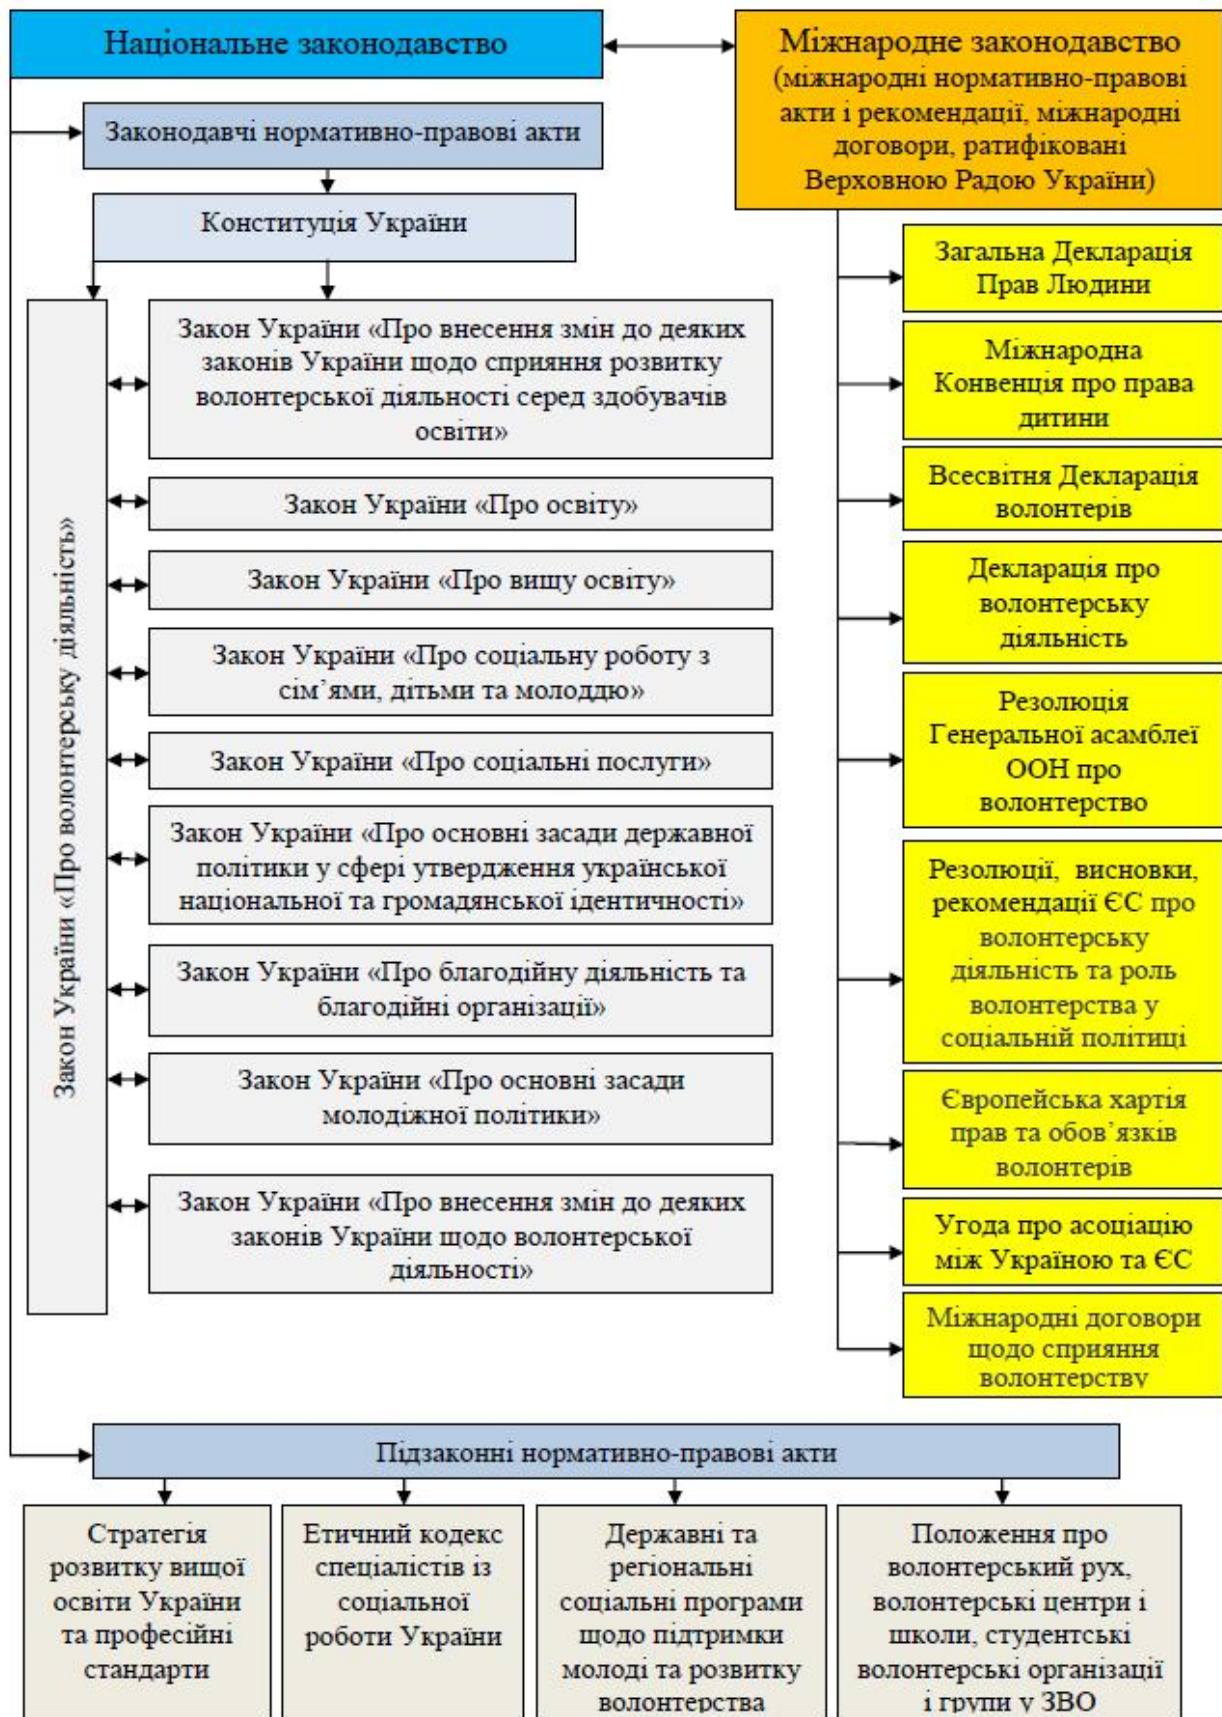 Національне законодавство
Міжнародне законодавство
(міжнародні нормативно-правові
акти і рекомендації, міжнародні
договори, ратифіковані
Верховною Радою України)
Законодавчі нормативно-правові акти
Конституція України
Закон України «Про волонтерську діяльність»
Закон України «Про внесення змін до деяких
законів України щодо сприяння розвитку
волонтерської діяльності серед здобувачів
освіти»
Закон України «Про освіту»
Закон України «Про вищу освіту»
Закон України «Про соціальну роботу з
сім’ями, дітьми та молоддю»
Закон України «Про соціальні послуги»
Закон України «Про основні засади державної
політики у сфері утвердження української
національної та громадянської ідентичності»
Закон України «Про благодійну діяльність та
благодійні організації»
Закон України «Про основні засади
молодіжної політики»
Закон України «Про внесення змін до деяких
законів України щодо волонтерської
діяльності»
Загальна Декларація
Прав Людини
Міжнародна
Конвенція про права
дитини
Всесвітня Декларація
волонтерів
Декларація про
волонтерську
діяльність
Резолюція
Генеральної асамблеї
ООН про
волонтерство
Резолюції, висновки,
рекомендації ЄС про
волонтерську
діяльність та роль
волонтерства у
соціальній політиці
Європейська хартія
прав та обов’язків
волонтерів
Угода про асоціацію
між Україною та ЄС
Міжнародні договори
щодо сприяння
волонтерству
Підзаконні нормативно-правові акти
Стратегія
розвитку вищої
освіти України
та професійні
стандарти
Етичний кодекс
спеціалістів із
соціальної
роботи України
Державні та
регіональні
соціальні програми
щодо підтримки
молоді та розвитку
волонтерства
Положення про
волонтерський рух,
волонтерські центри і
школи, студентські
волонтерські організації
і групи у ЗВО